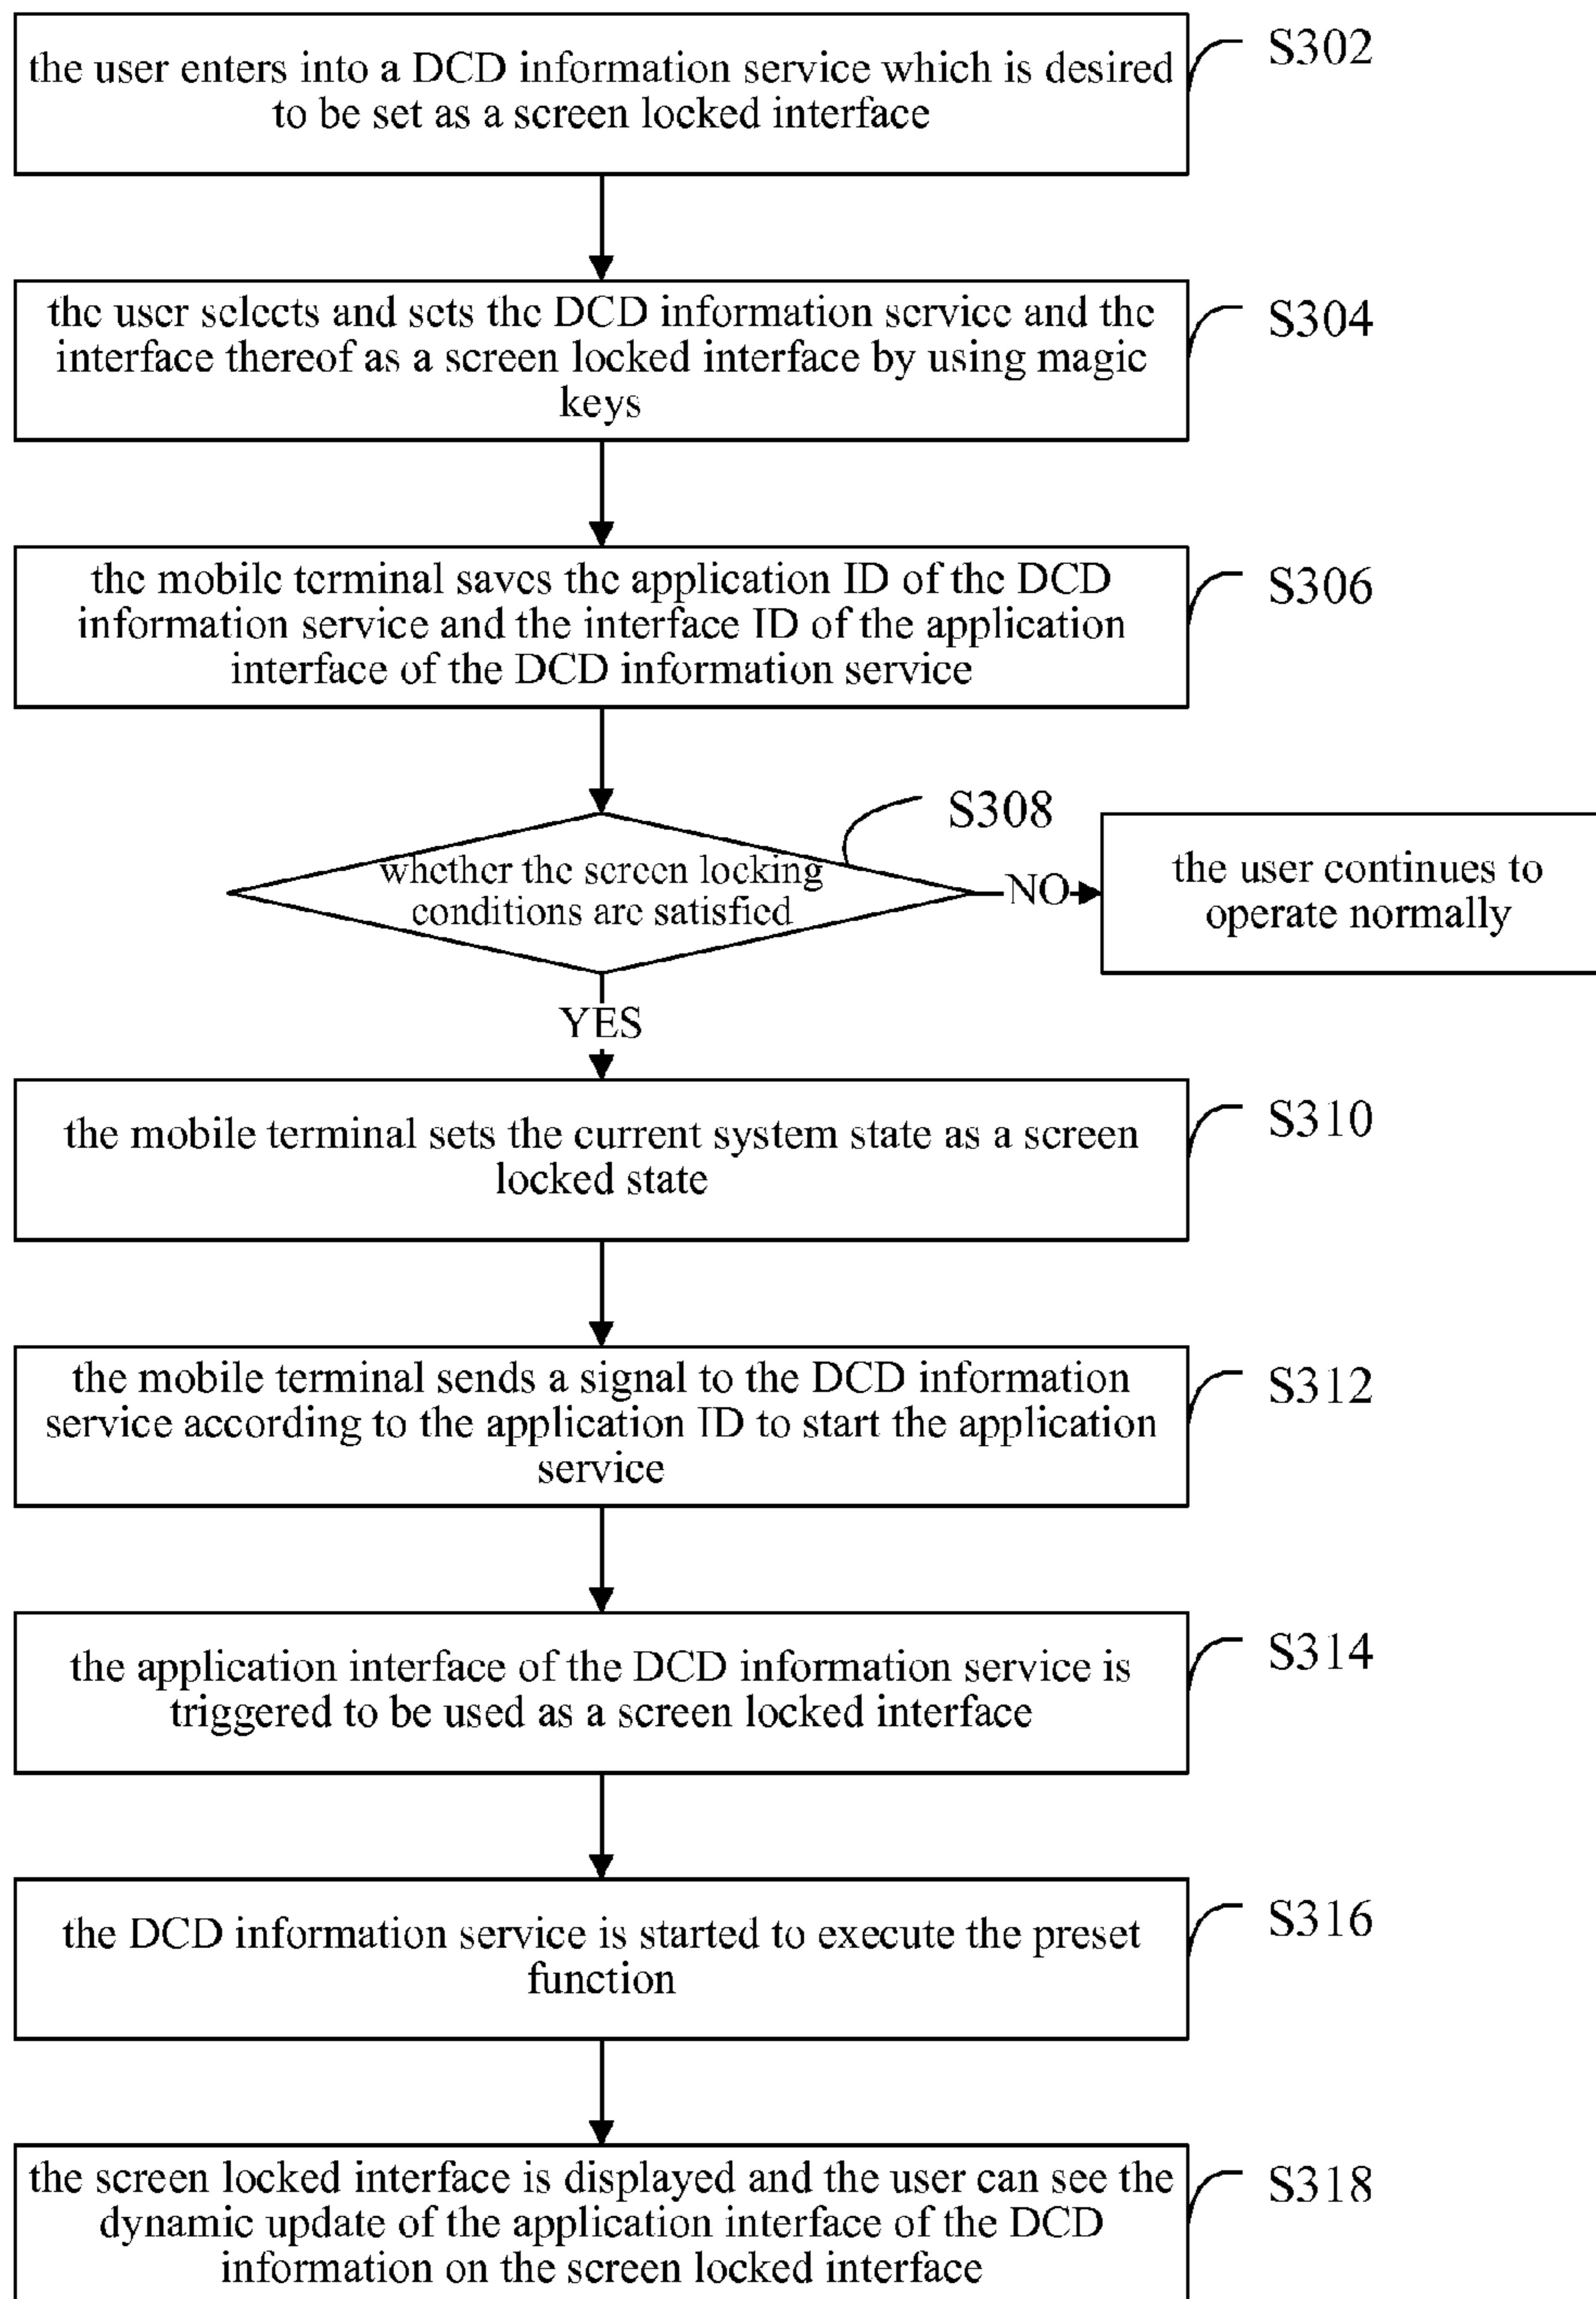 the user enters into a DCD information service which is desired
to be set as a screen locked interface
S302
the user selects and sets the DCD information service and the
interface thereof as a screen locked interface by using magic
keys
S304
the mobile terminal saves the application ID of the DCD
information service and the interface ID of the application
interface of the DCD information service
S306
whether the screen locking
conditions are satisfied
S308
NO
the user continues to
operate normally
YES
the mobile terminal sets the current system state as a screen
locked state
S310
the mobile terminal sends a signal to the DCD information
service according to the application ID to start the application
service
S312
the application interface of the DCD information service is
triggered to be used as a screen locked interface
S314
the DCD information service is started to execute the preset
function
S316
the screen locked interface is displayed and the user can see the
dynamic update of the application interface of the DCD
information on the screen locked interface
S318